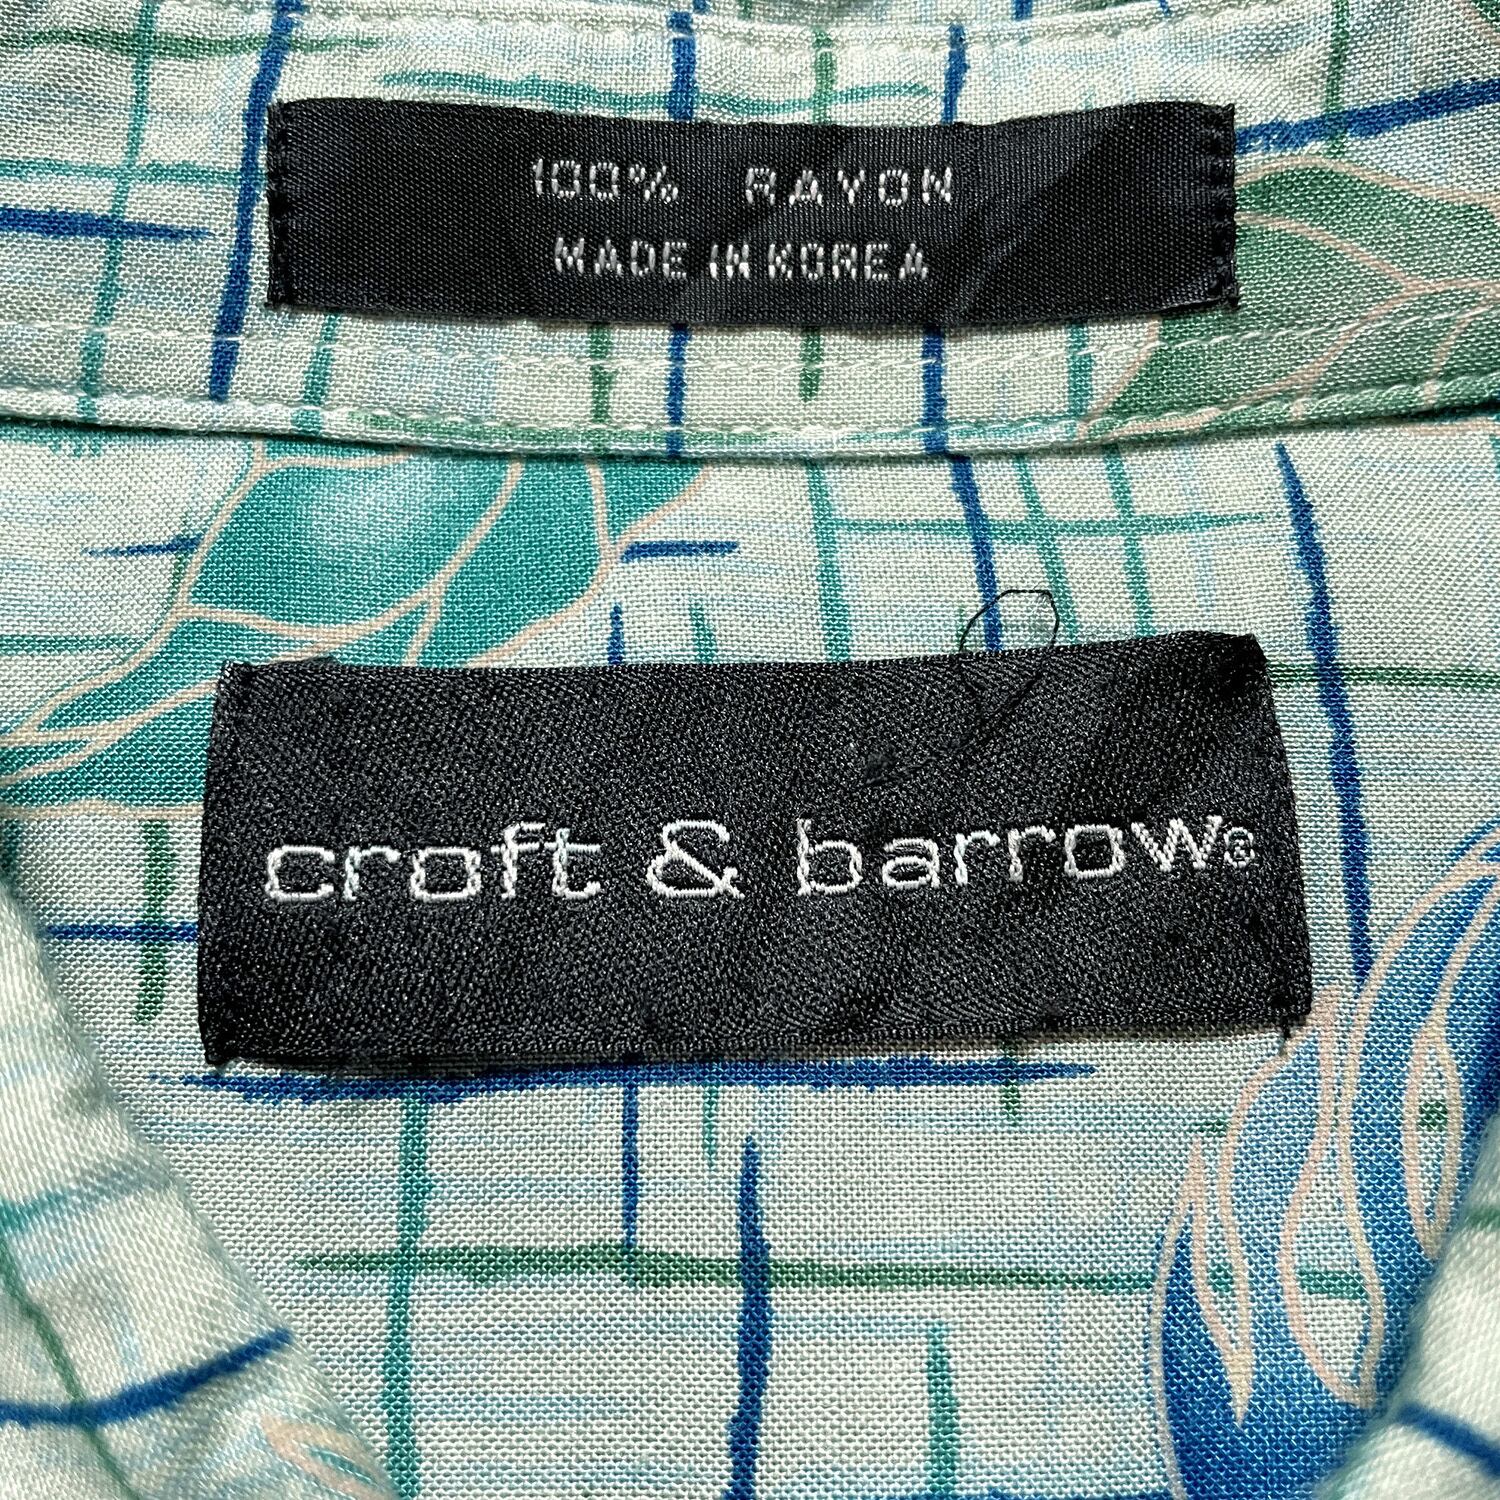 100% RAYON
MADE IN KOREA
croft & barrow®